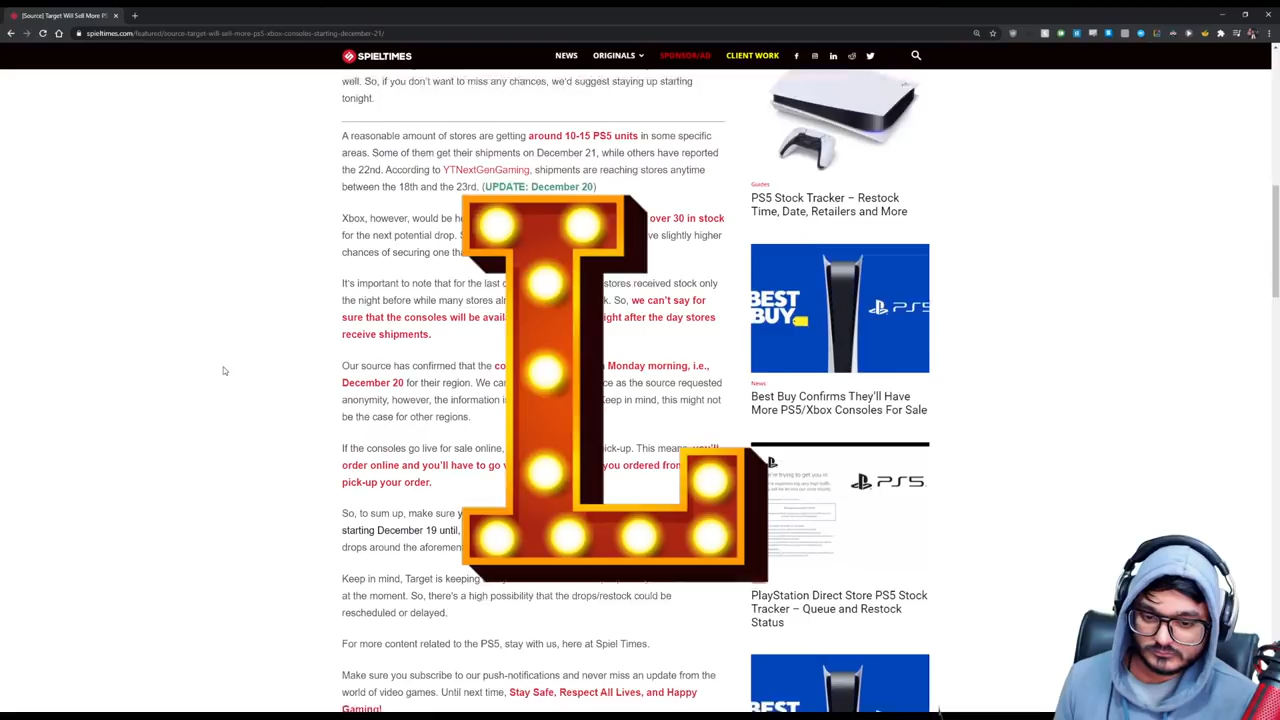 [Source] Target Will Sell More PS
spieltimes.com/featured/source-target-will-sell-more-ps5-xbox-consoles-starting-december-21/
SPIELTIMES
NEWS ORIGINALS SPONSOR/AD CLIENT WORK
well. So, if you don't want to miss any chances, we'd suggest staying up starting
tonight.
A reasonable amount of stores are getting around 10-15 PS5 units in some specific
areas. Some of them get their shipments on December 21, while others have reported
the 22nd. According to YTNextGenGaming, shipments are reaching stores anytime
between the 18th and the 23rd. (UPDATE: December 20)
Xbox, however, would be over 30 in stock
for the next potential drop. slightly higher
chances of securing one
It's important to note that for the last stores received stock only
the night before while many stores So, we can't say for
sure that the consoles will be right after the day stores
receive shipments.
Our source has confirmed that the Monday morning, i.e.,
December 20 for their region. We as the source requested
anonymity, however, the information Keep in mind, this might not
be the case for other regions.
If the consoles go live for sale online, pick-up. This means you'll
order online and you'll have to go you ordered from
pick-up your order.
So, to sum up, make sure
starting December 19 until,
drops around the
Keep in mind, Target is keeping
at the moment. So, there's a high possibility that the drops/restock could be
rescheduled or delayed.
For more content related to the PS5, stay with us, here at Spiel Times.
Make sure you subscribe to our push-notifications and never miss an update from the
world of video games. Until next time, Stay Safe, Respect All Lives, and Happy
Gaming!
L
Guides
PS5 Stock Tracker – Restock
Time, Date, Retailers and More
BEST
BUY
PS5
News
Best Buy Confirms They'll Have
More PS5/Xbox Consoles For Sale
PS5
PlayStation Direct Store PS5 Stock
Tracker – Queue and Restock
Status
BEST